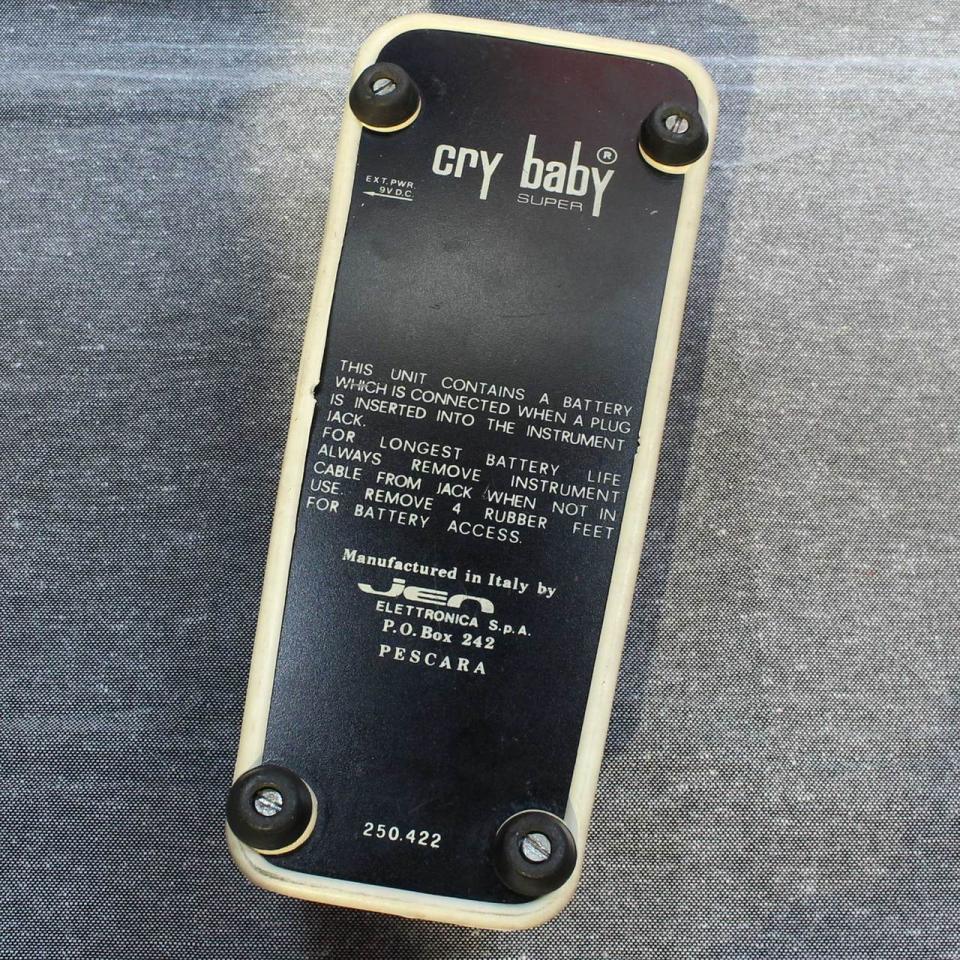 cry baby®
SUPER
EXT. PWR.
9V D.C.
THIS UNIT CONTAINS A BATTERY
WHICH IS CONNECTED WHEN A PLUG
IS INSERTED INTO THE INSTRUMENT
JACK.
FOR LONGEST BATTERY LIFE
ALWAYS REMOVE INSTRUMENT
CABLE FROM JACK WHEN NOT IN
USE. REMOVE 4 RUBBER FEET
FOR BATTERY ACCESS.
Manufactured in Italy by
Jen
ELETTRONICA S.p.A.
P.O. Box 242
PESCARA
250.422